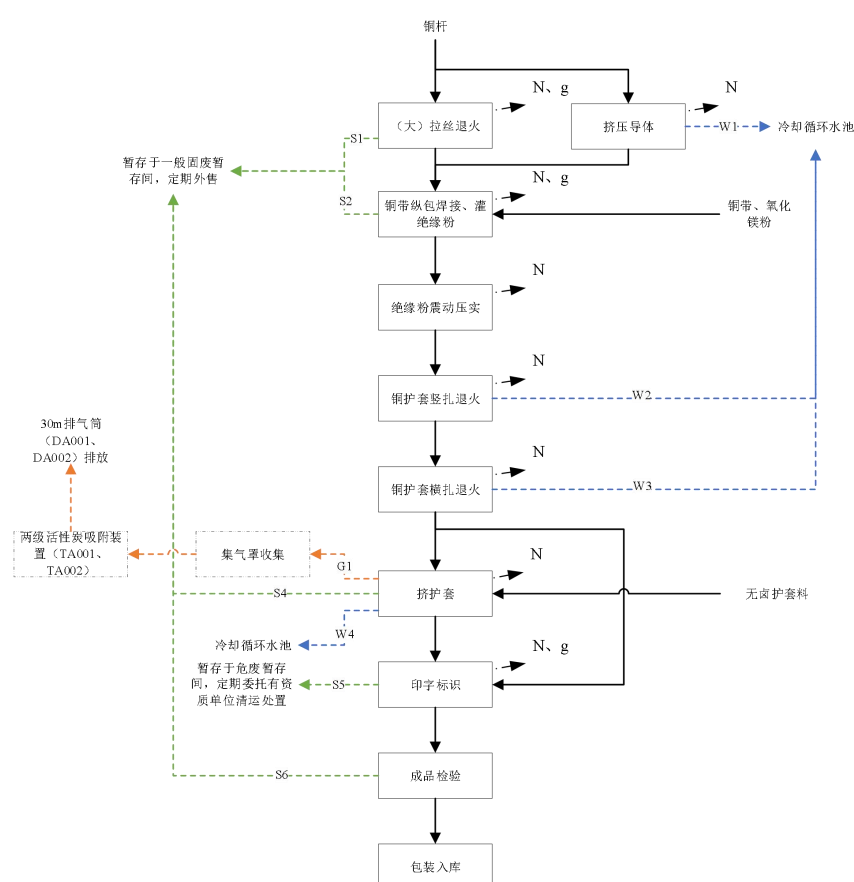 铜杆
N、g
N
（大）拉丝退火
挤压导体
W1
冷却循环水池
S1
暂存于一般固废暂
存间，定期外售
N、g
S2
铜带纵包焊接、灌
绝缘粉
铜带、氧化
镁粉
N
绝缘粉震动压实
N
铜护套竖扎退火
W2
30m排气筒
（DA001、
DA002）排放
N
铜护套横扎退火
W3
两级活性炭吸附装
置（TA001、
TA002）
集气罩收集
G1
N
挤护套
S4
无卤护套料
W4
冷却循环水池
N、g
暂存于危废暂存
间，定期委托有资
质单位清运处置
S5
印字标识
S6
成品检验
包装入库